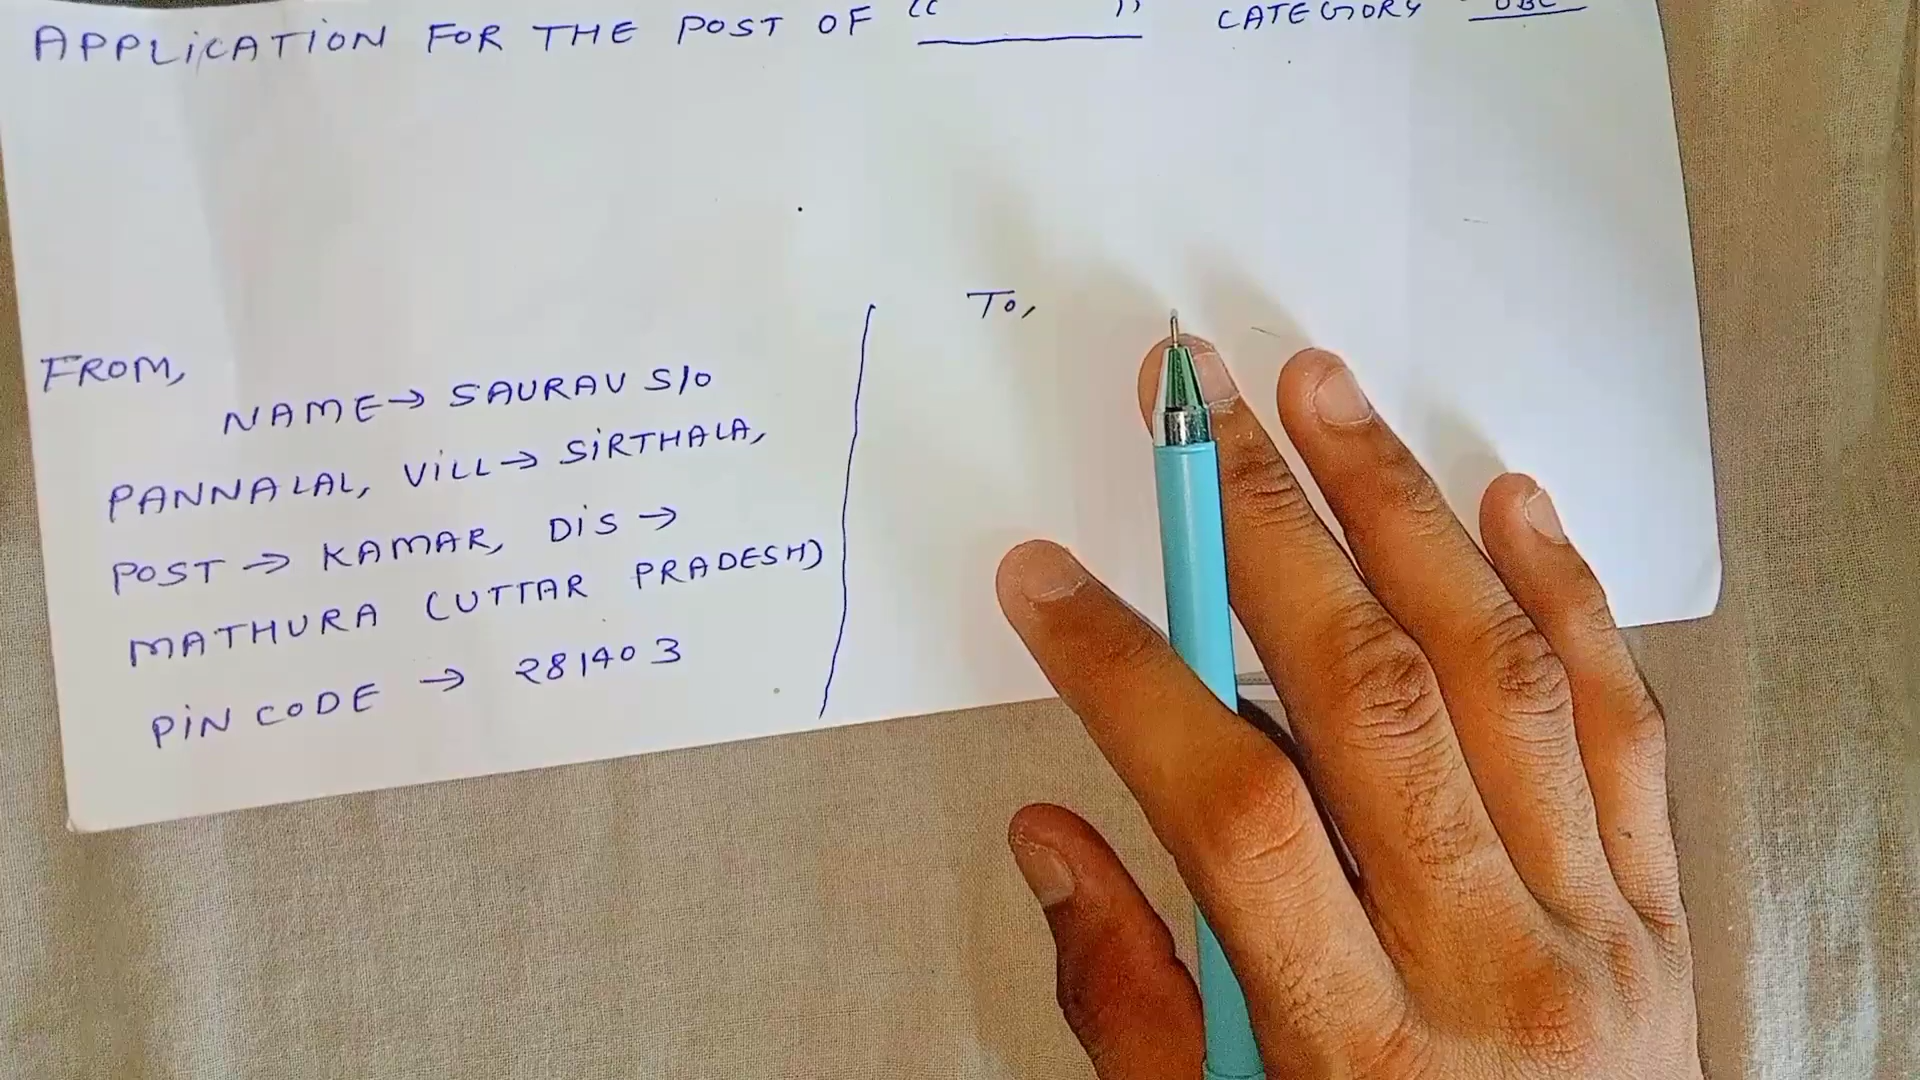 APPLiCATiON FOR THE POST OF “ ” CATEGORY OBC
To,
FROM,
NAME→ SAURAV S/O
PANNALAL, ViLL→ SiRTHALA,
POST → KAMAR, DiS →
MATHURA (UTTAR PRADESH)
PiN CODE → 281403